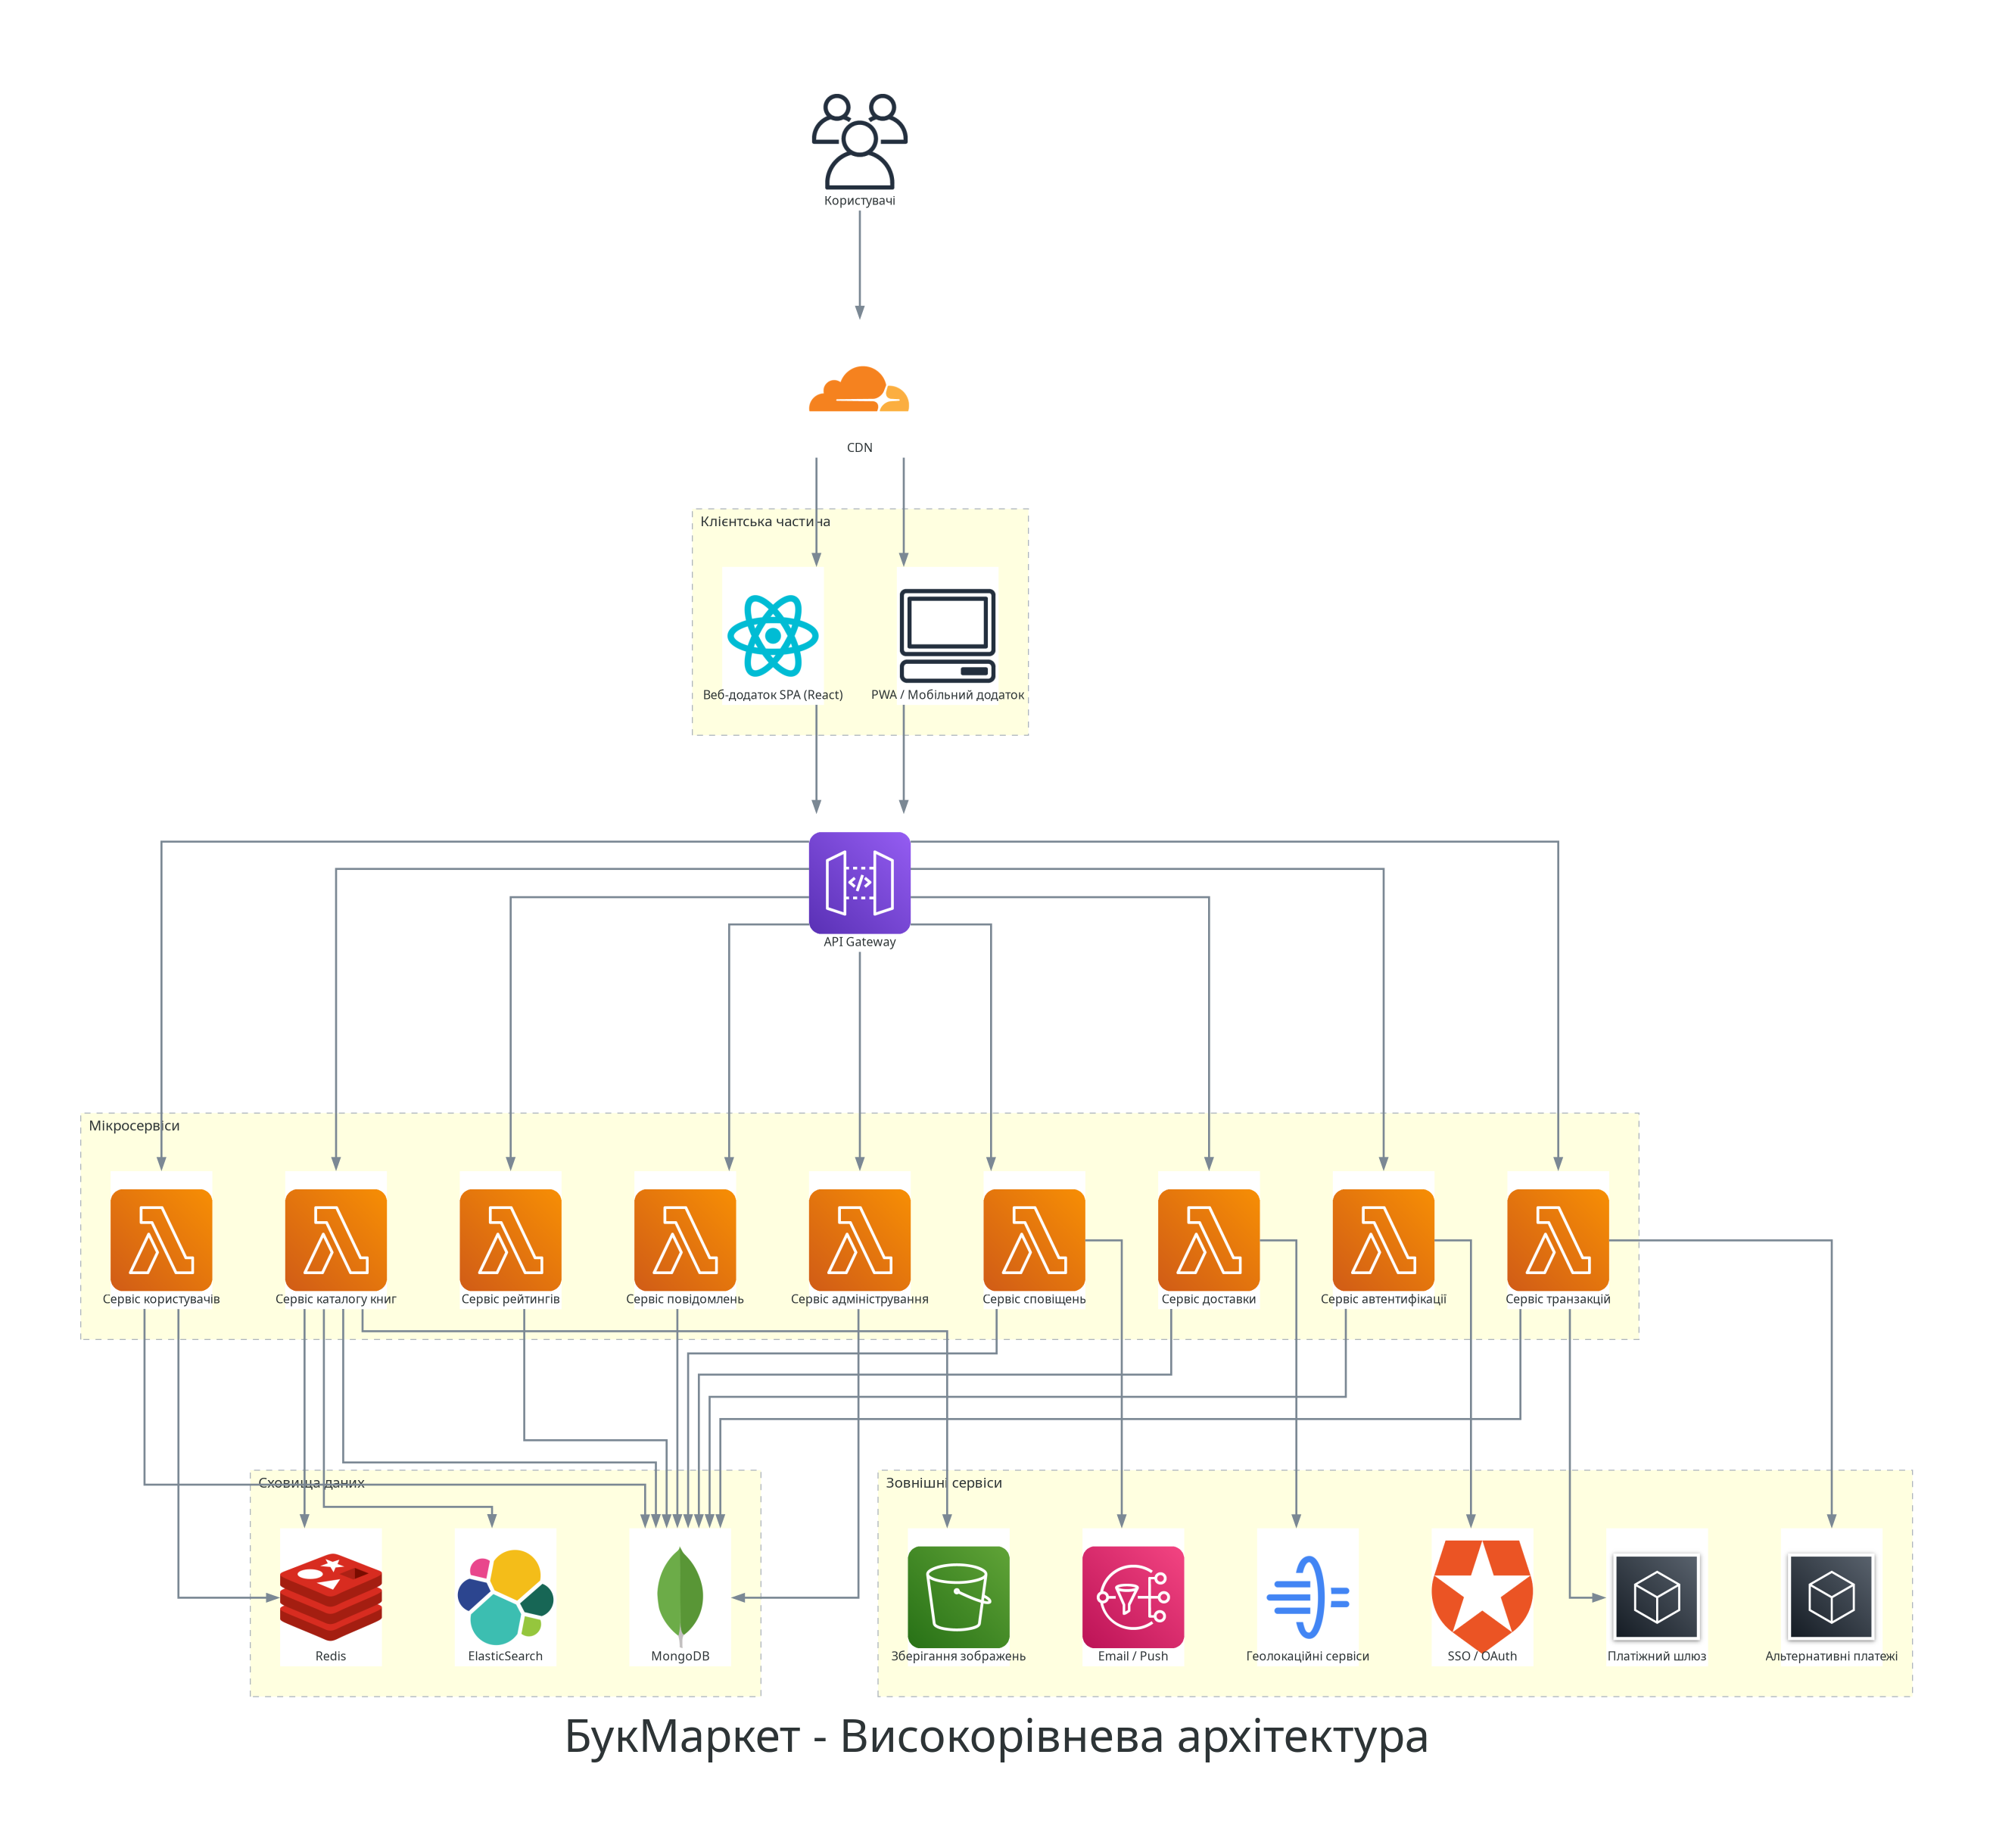 Користувачі
CDN
Клієнтська частина
Веб-додаток SPA (React)
PWA / Мобільний додаток
API Gateway
Мікросервіси
Сервіс користувачів
Сервіс каталогу книг
Сервіс рейтингів
Сервіс повідомлень
Сервіс адміністрування
Сервіс сповіщень
Сервіс доставки
Сервіс автентифікації
Сервіс транзакцій
Сховища даних
Зовнішні сервіси
Redis
ElasticSearch
MongoDB
Зберігання зображень
Email / Push
Геолокаційні сервіси
SSO / OAuth
Платіжний шлюз
Альтернативні платежі
БукМаркет - Високорівнева архітектура